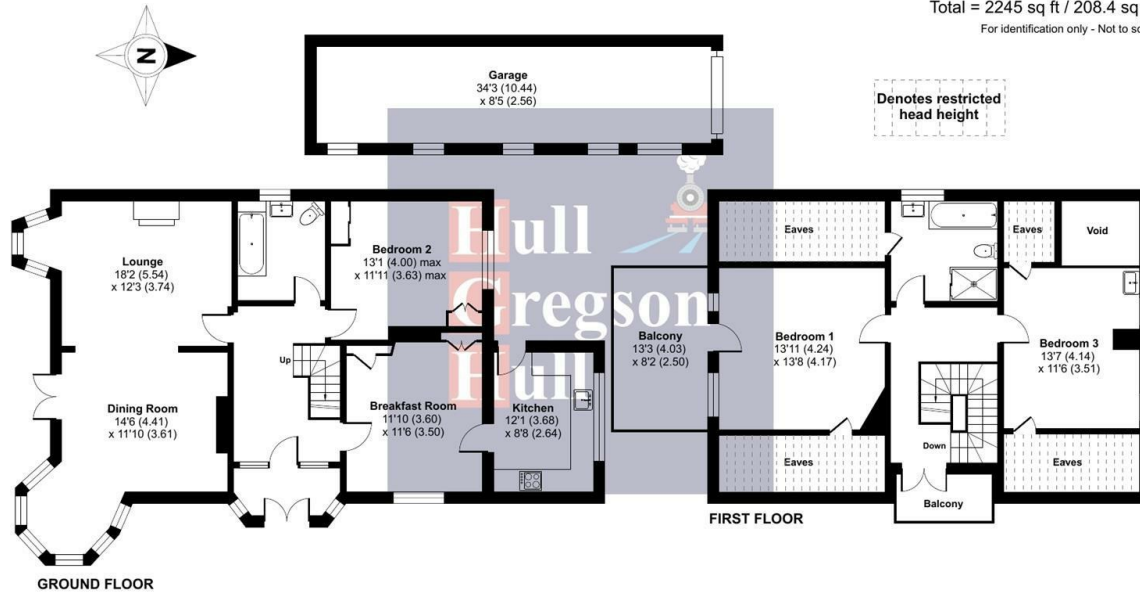 Total = 2245 sq ft / 208.4 sq
For identification only - Not to sc
N
Garage
34'3 (10.44)
x 8'5 (2.56)
Denotes restricted
head height
Hull
Gregson
Hull
Lounge
18'2 (5.54)
x 12'3 (3.74)
Bedroom 2
13'1 (4.00) max
x 11'11 (3.63) max
Up
Dining Room
14'6 (4.41)
x 11'10 (3.61)
Breakfast Room
11'10 (3.60)
x 11'6 (3.50)
Kitchen
12'1 (3.68)
x 8'8 (2.64)
GROUND FLOOR
Eaves
Eaves
Void
Balcony
13'3 (4.03)
x 8'2 (2.50)
Bedroom 1
13'11 (4.24)
x 13'8 (4.17)
Bedroom 3
13'7 (4.14)
x 11'6 (3.51)
Down
Eaves
Eaves
Balcony
FIRST FLOOR